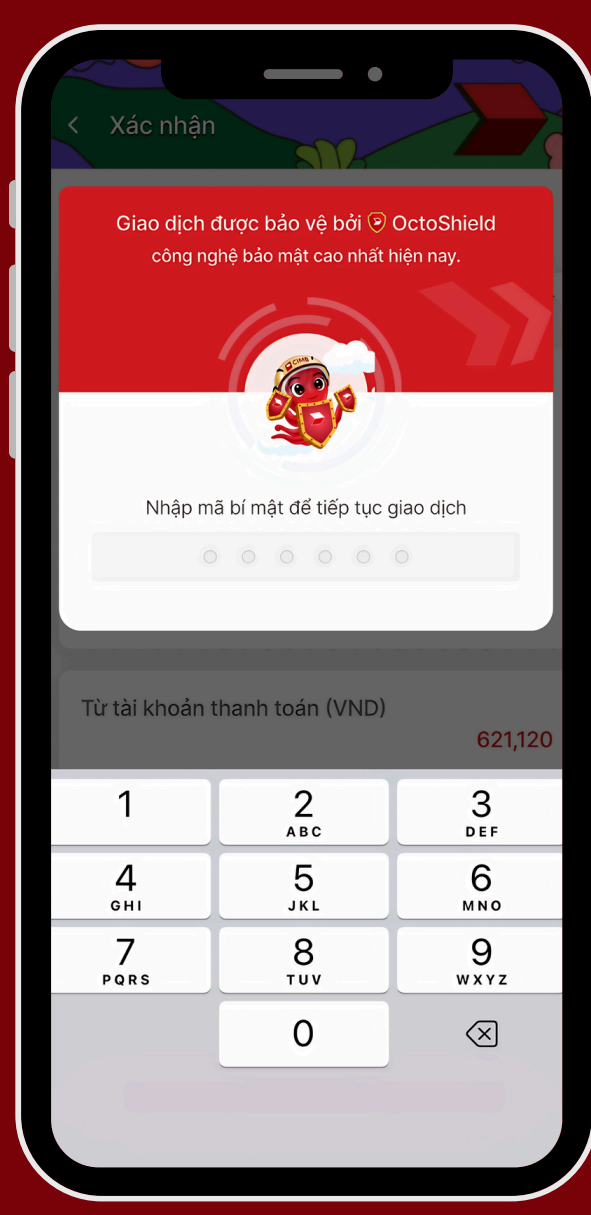 Xác nhận
Giao dịch được bảo vệ bởi OctoShield
công nghệ bảo mật cao nhất hiện nay.
CIMB
Nhập mã bí mật để tiếp tục giao dịch
Từ tài khoản thanh toán (VND)
621,120
1
2
ABC
3
DEF
4
GHI
5
JKL
6
MNO
7
PQRS
8
TUV
9
WXYZ
0